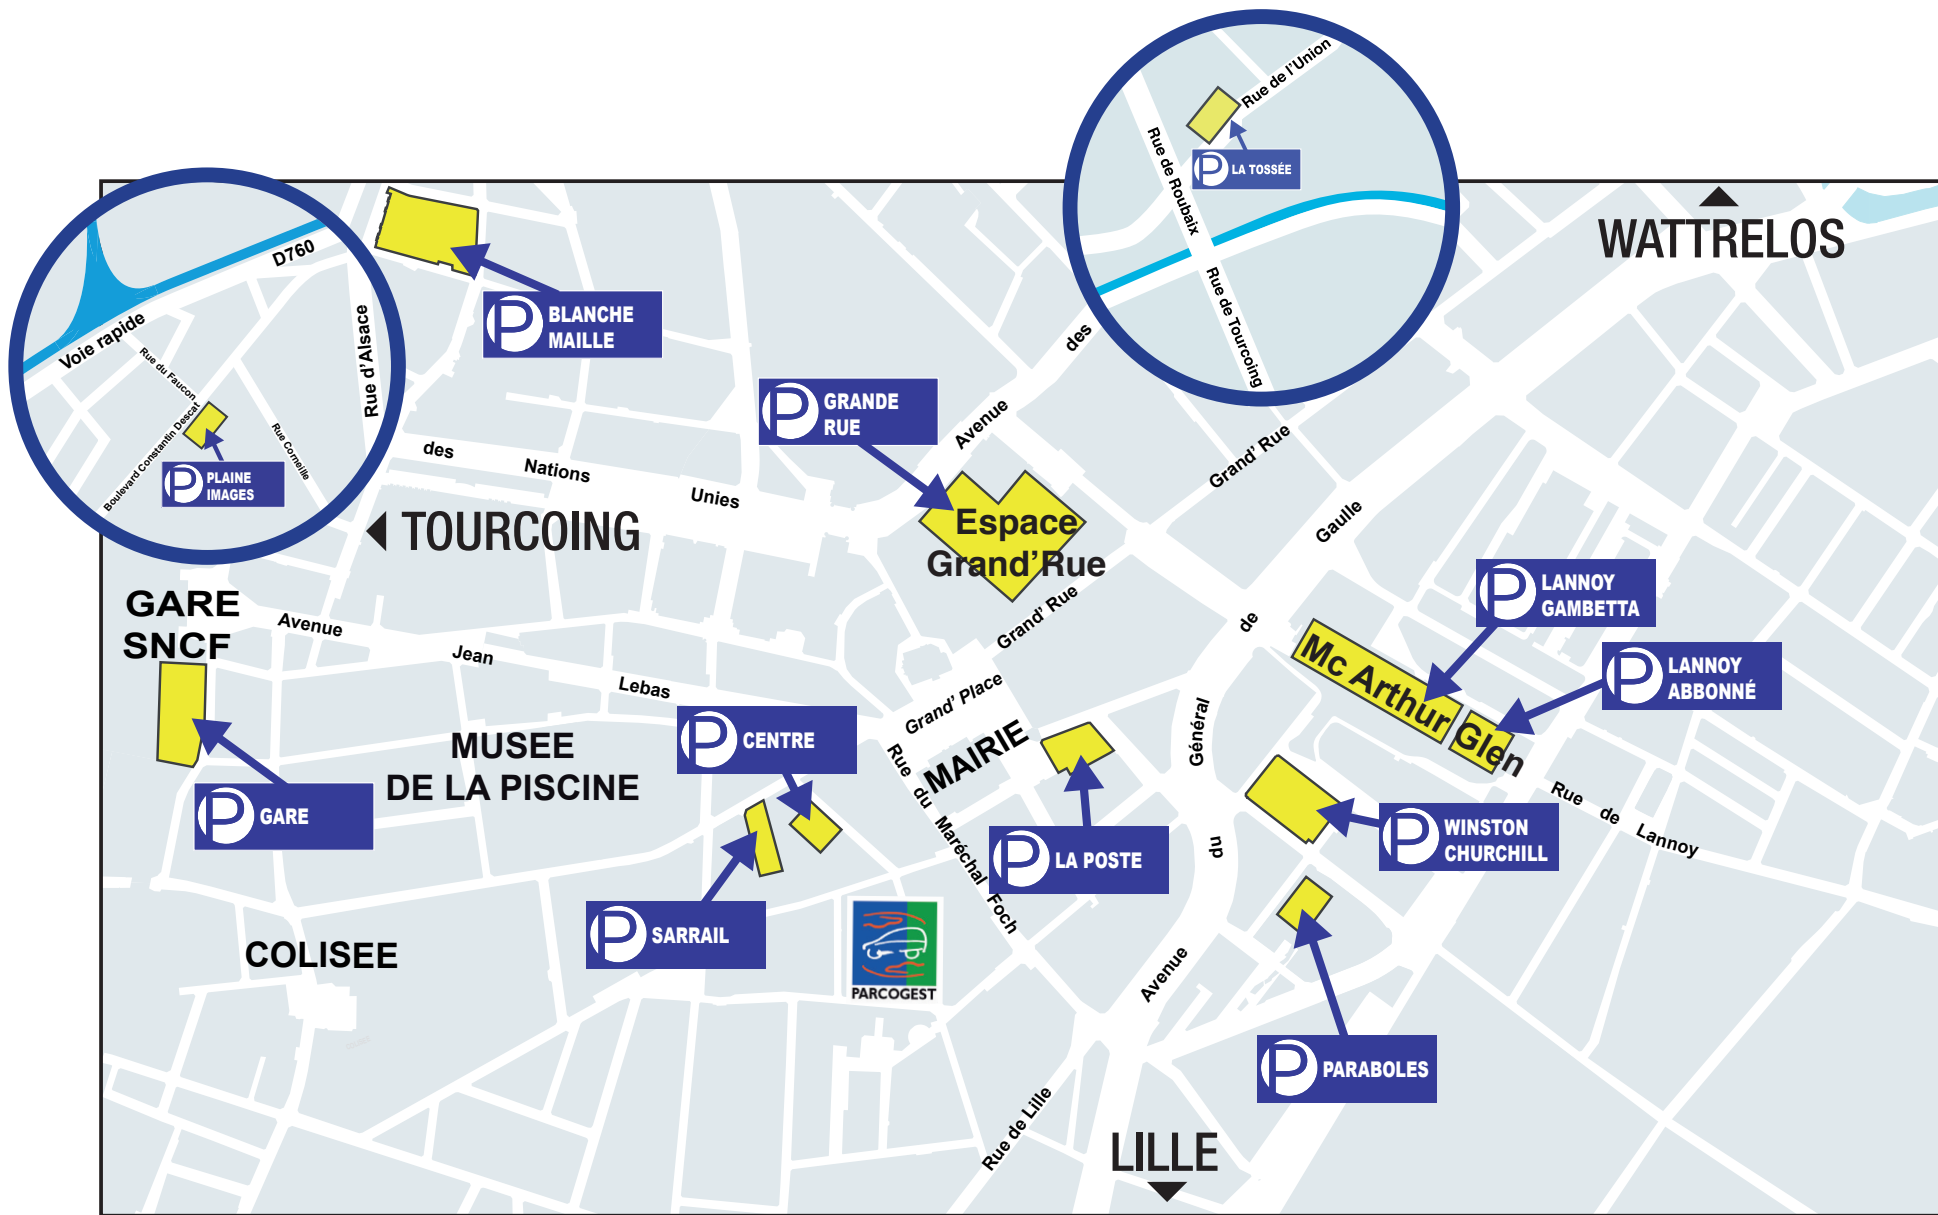 Rue de l'Union
Rue de Roubaix
P LA TOSSÉE
Rue de Tourcoing
WATTRELOS
D760
Voie rapide
Rue d'Alsace
Rue du Faucon
Boulevard Constantin Descat
Rue Corneille
P PLAINE
IMAGES
P BLANCHE
MAILLE
P GRANDE
RUE
Avenue des
Nations
Unies
des
TOURCOING
Espace
Grand'Rue
Grand' Rue
Grand' Rue
Gaulle
de
Général
du
Avenue
P LANNOY
GAMBETTA
P LANNOY
ABBONNÉ
Mc Arthur Glen
GARE
SNCF
Avenue
Jean
Lebas
Grand' Place
MAIRIE
P CENTRE
MUSEE
DE LA PISCINE
P GARE
Rue du Maréchal Foch
P LA POSTE
P WINSTON
CHURCHILL
Rue de Lannoy
P SARRAIL
COLISEE
PARCOGEST
P PARABOLES
Rue de Lille
LILLE